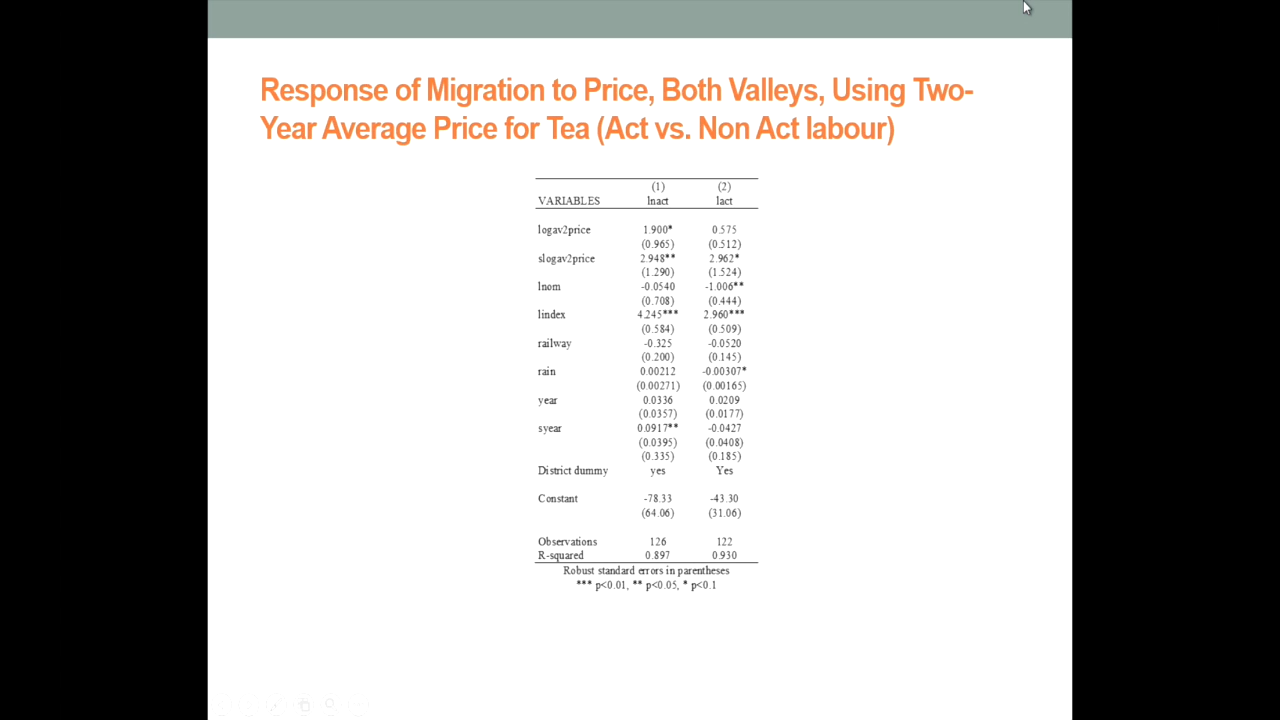 Response of Migration to Price, Both Valleys, Using Two-
Year Average Price for Tea (Act vs. Non Act labour)
(1) (2)
VARIABLES lnact lact
logav2price 1.900* 0.575
(0.965) (0.512)
slogav2price 2.948** 2.962*
(1.290) (1.524)
lnom -0.0540 -1.006**
(0.708) (0.444)
lindex 4.245*** 2.960***
(0.584) (0.509)
railway -0.325 -0.0520
(0.200) (0.145)
rain 0.00212 -0.00307*
(0.00271) (0.00165)
year 0.0336 0.0209
(0.0357) (0.0177)
syear 0.0917** -0.0427
(0.0395) (0.0408)
(0.335) (0.185)
District dummy yes Yes
Constant -78.33 -43.30
(64.06) (31.06)
Observations 126 122
R-squared 0.897 0.930
Robust standard errors in parentheses
*** p<0.01, ** p<0.05, * p<0.1